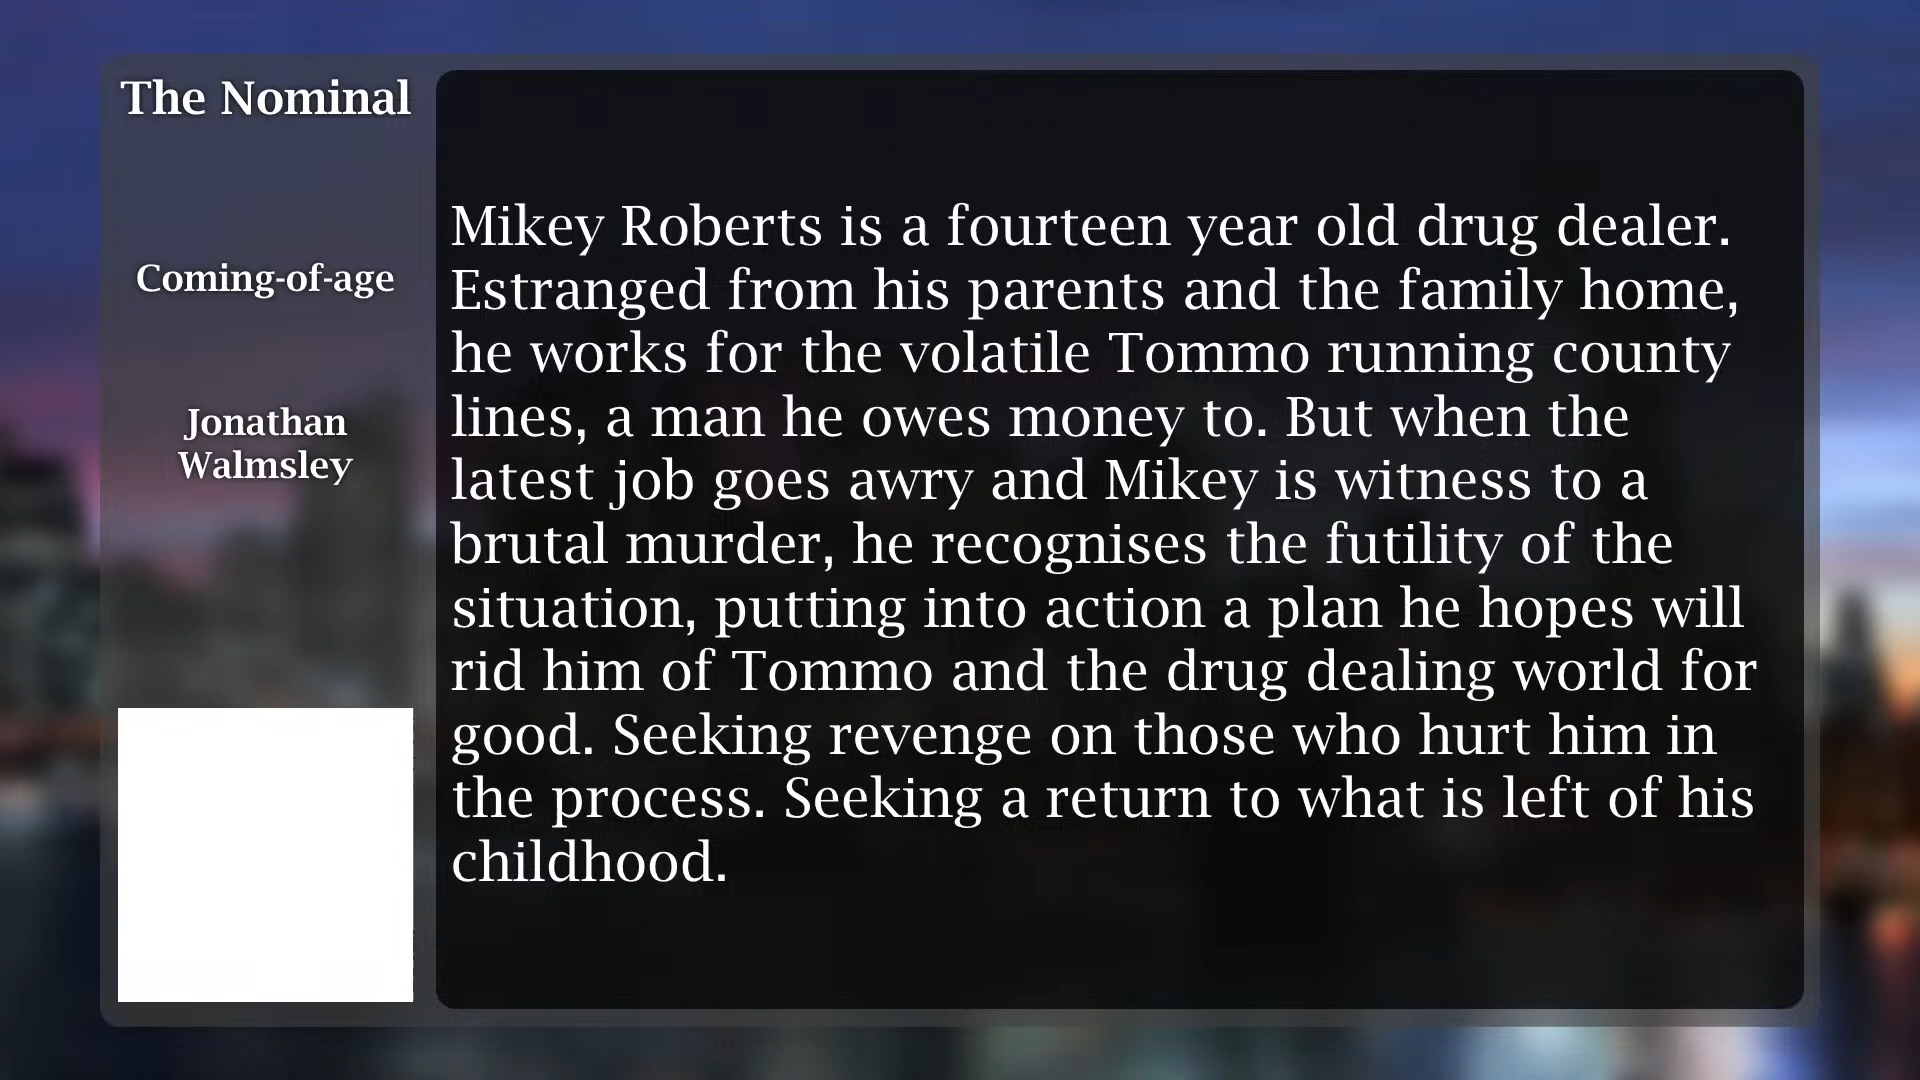 The Nominal
Coming-of-age
Jonathan
Walmsley
Mikey Roberts is a fourteen year old drug dealer.
Estranged from his parents and the family home,
he works for the volatile Tommo running county
lines, a man he owes money to. But when the
latest job goes awry and Mikey is witness to a
brutal murder, he recognises the futility of the
situation, putting into action a plan he hopes will
rid him of Tommo and the drug dealing world for
good. Seeking revenge on those who hurt him in
the process. Seeking a return to what is left of his
childhood.